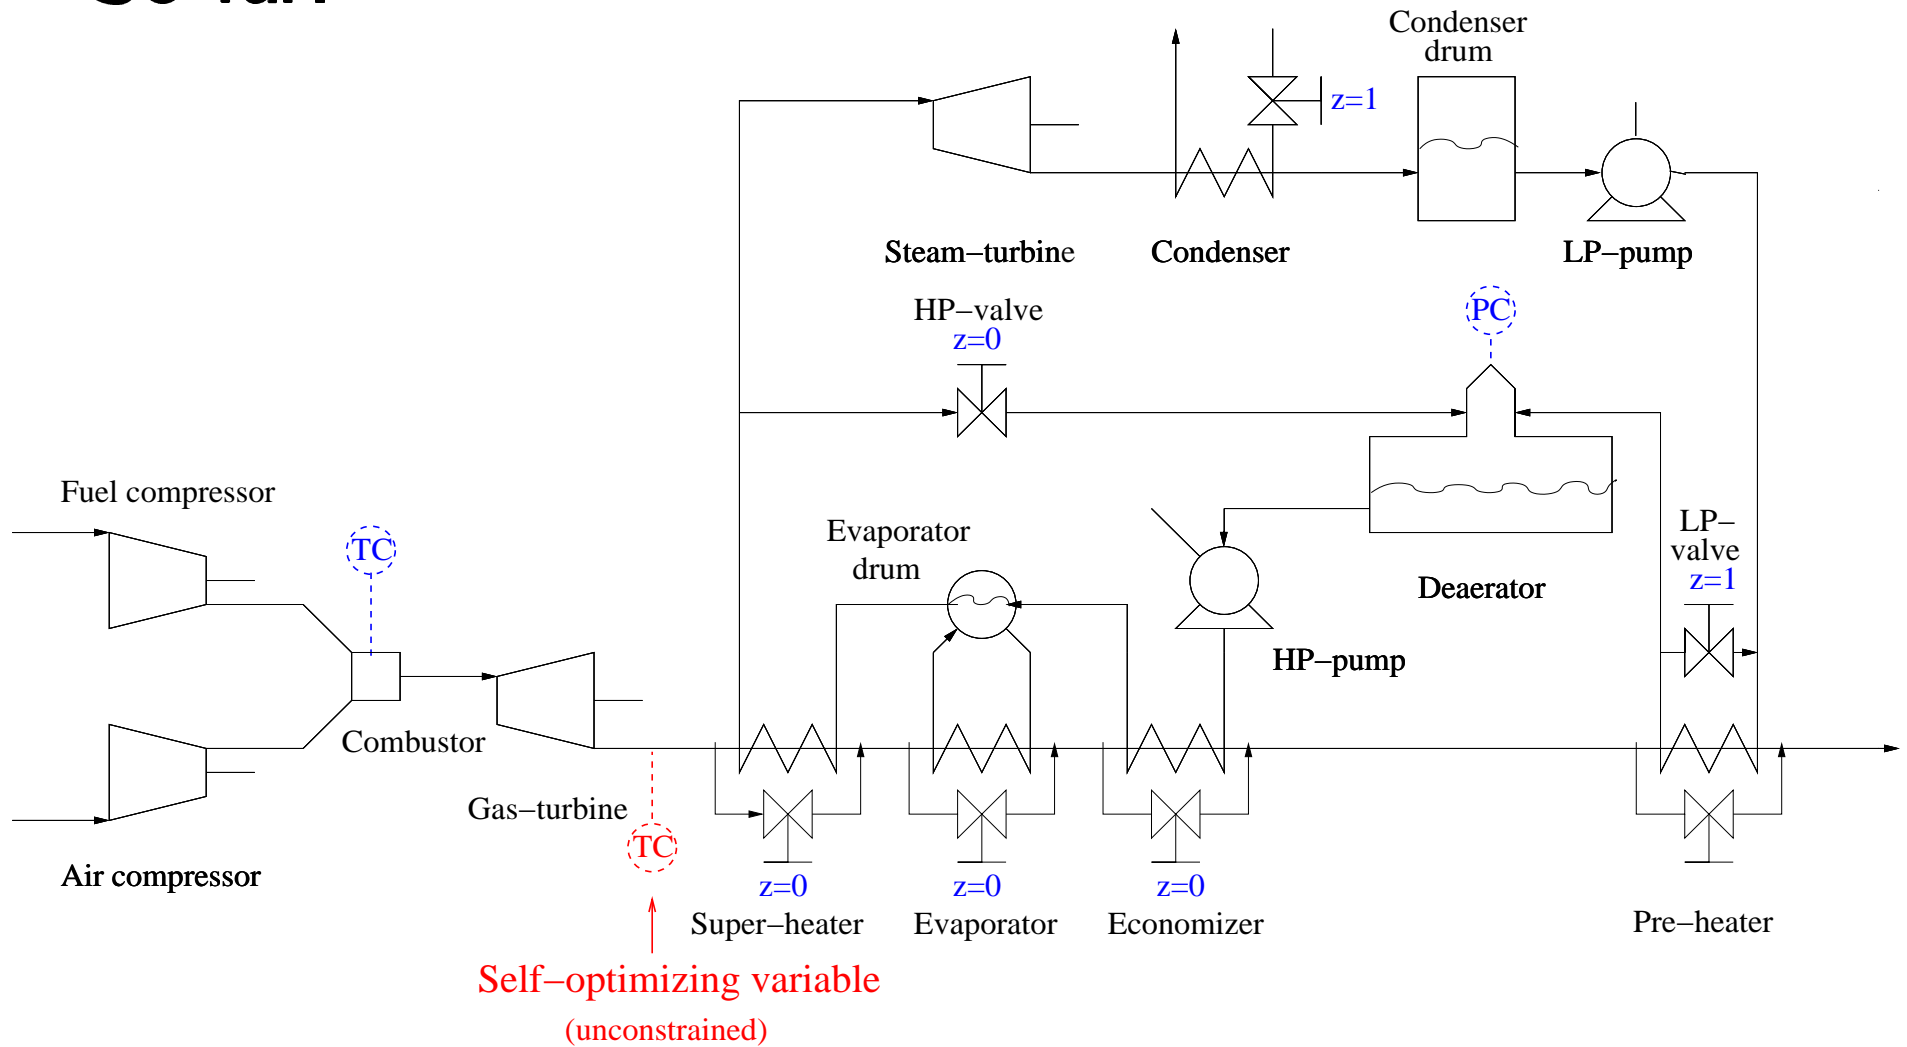 Condenser
drum
z=1
Steam−turbine
Condenser
LP−pump
HP−valve
z=0
PC
Fuel compressor
TC
Evaporator
drum
LP−
valve
z=1
Deaerator
HP−pump
Combustor
Gas−turbine
TC
Air compressor
z=0
z=0
z=0
Super−heater
Evaporator
Economizer
Pre−heater
Self−optimizing variable
(unconstrained)